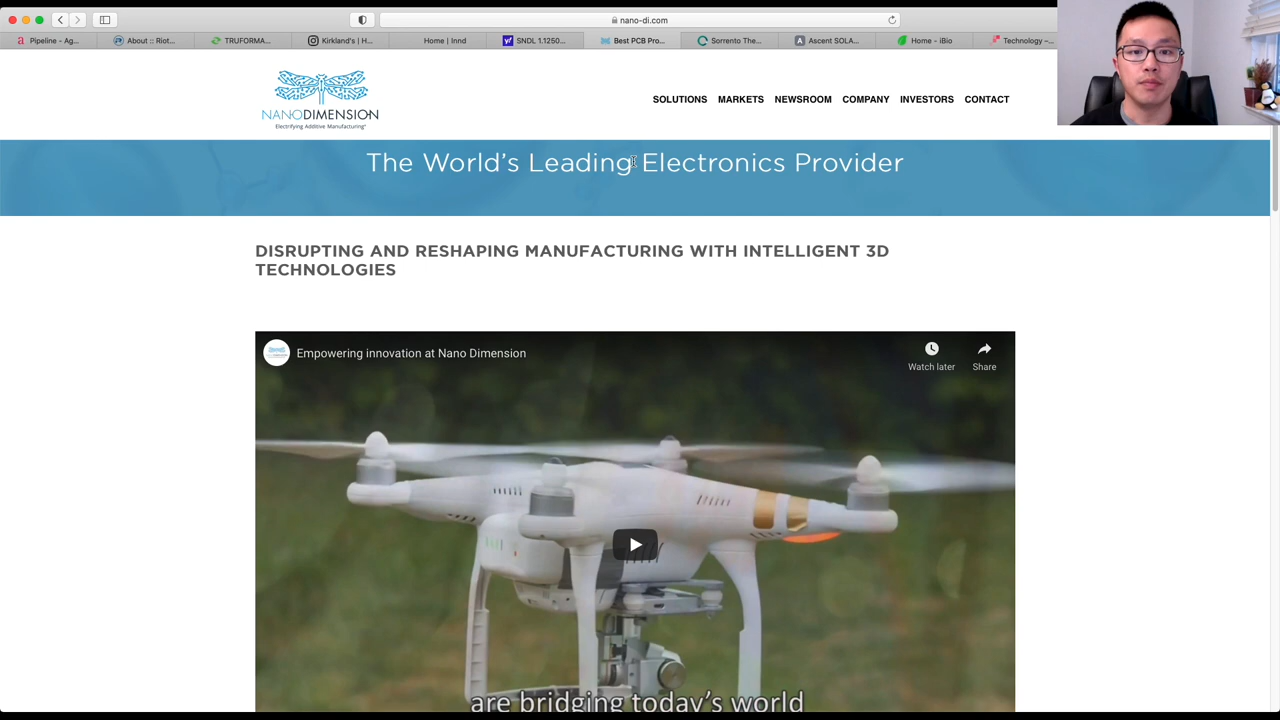 nano-di.com
Pipeline - Ag...
About :: Riot...
TRUFORMA...
Kirkland's | H...
Home | Innd
SNDL 1.1250...
Best PCB Pro...
Sorrento The...
Ascent SOLA...
Home - iBio
Technology –...
NANODIMENSION
Electrifying Additive Manufacturing®
SOLUTIONS
MARKETS
NEWSROOM
COMPANY
INVESTORS
CONTACT
The World's Leading Electronics Provider
DISRUPTING AND RESHAPING MANUFACTURING WITH INTELLIGENT 3D
TECHNOLOGIES
Empowering innovation at Nano Dimension
Watch later
Share
are bridging today's world